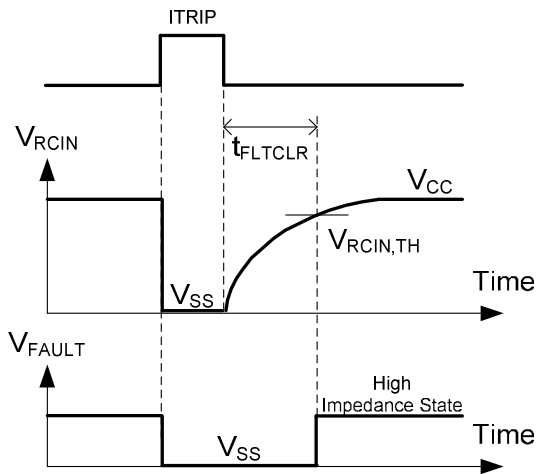 ITRIP
VRCIN
tFLTCLR
VCC
VRCIN,TH
VSS
Time
VFAULT
High
Impedance State
VSS
Time